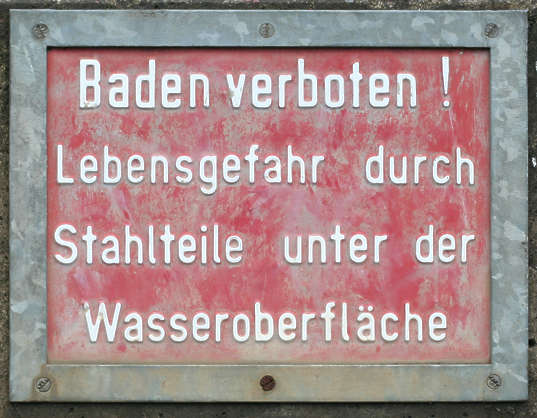 Baden verboten !
Lebensgefahr durch
Stahlteile unter der
Wasseroberfläche